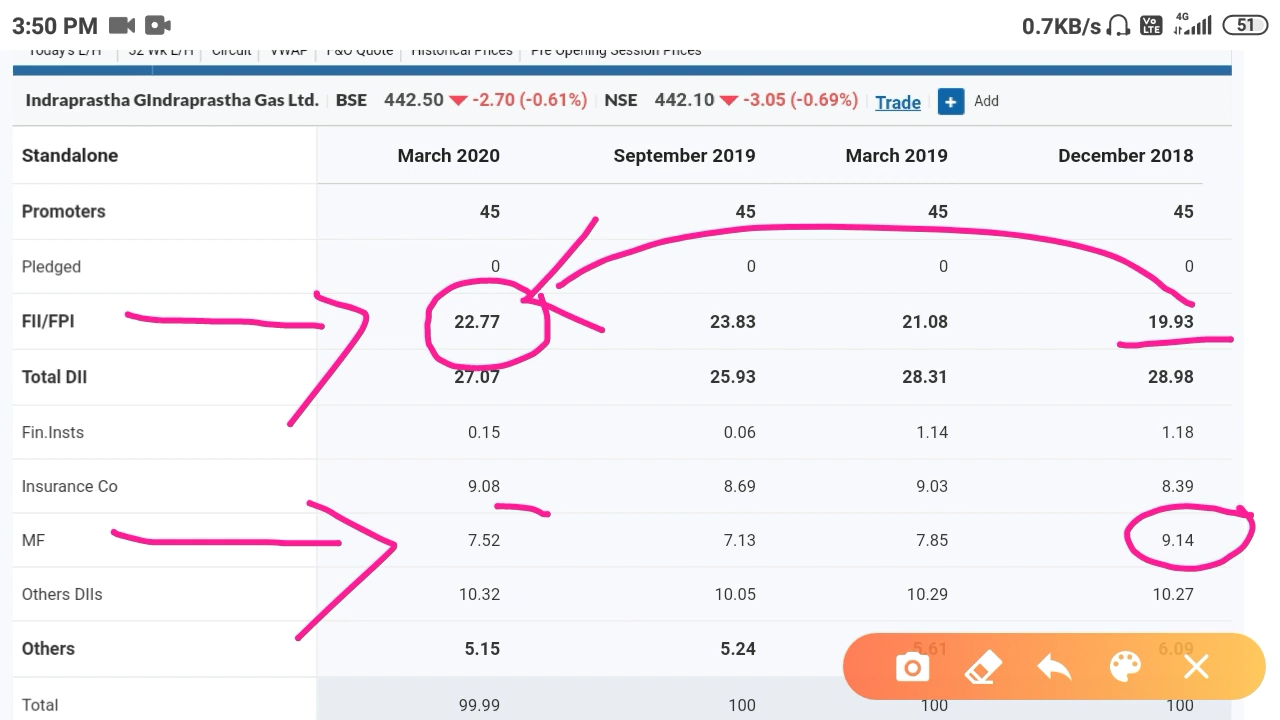 3:50 PM 0.7KB/s Vo LTE 4G 51
Today's L/H 52 Wk L/H Circuit VWAP F&O Quote Historical Prices Pre Opening Session Prices
Indraprastha GIndraprastha Gas Ltd. BSE 442.50 -2.70 (-0.61%) NSE 442.10 -3.05 (-0.69%) Trade + Add
Standalone March 2020 September 2019 March 2019 December 2018
Promoters 45 45 45 45
Pledged 0 0 0 0
FII/FPI 22.77 23.83 21.08 19.93
Total DII 27.07 25.93 28.31 28.98
Fin.Insts 0.15 0.06 1.14 1.18
Insurance Co 9.08 8.69 9.03 8.39
MF 7.52 7.13 7.85 9.14
Others DIIs 10.32 10.05 10.29 10.27
Others 5.15 5.24 5.61 6.09
Total 99.99 100 100 100